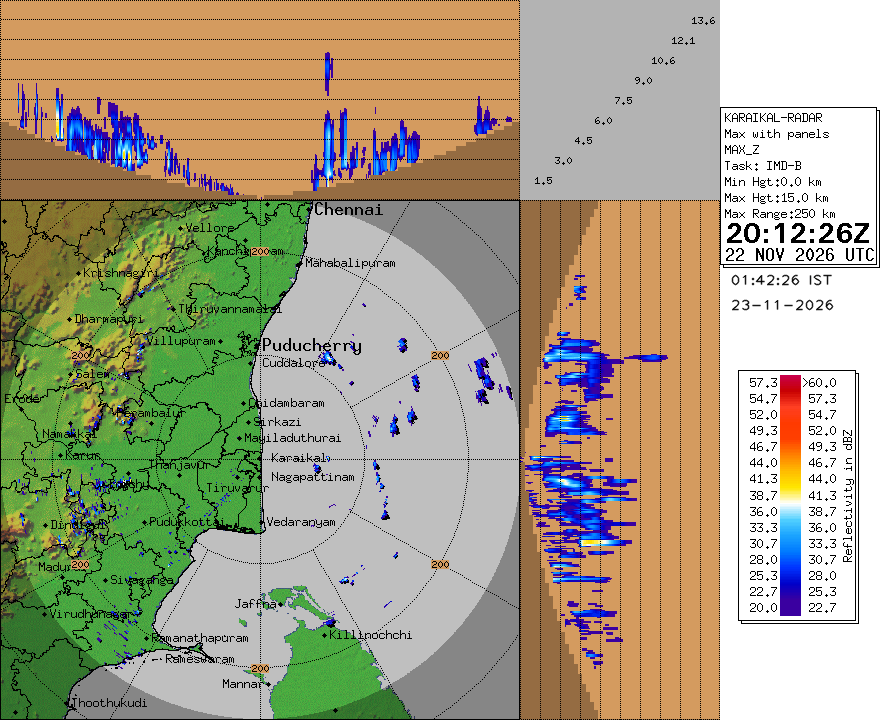 13.6
12.1
10.6
9.0
7.5
6.0
4.5
3.0
1.5
KARAIKAL-RADAR
Max with panels
MAX_Z
Task: IMD-B
Min Hgt:0.0 km
Max Hgt:15.0 km
Max Range:250 km
20:12:26Z
22 NOV 2026 UTC
01:42:26 IST
23-11-2026
Chennai
Vellore
200
Mahabalipuram
Krishnagiri
Thiruvannamalai
Dharmapuri
Villupuram
Puducherry
200
200
Cuddalore
Salem
Erode
Chidambaram
Perambalur
Sirkazi
Namakkal
Mayiladuthurai
Karur
Karaikal
Thanjavur
Nagapattinam
Tiruvarur
Pudukkottai
Vedaranyam
200
200
Sivaganga
Jaffna
Virudhunagar
Killinochchi
Ramanathapuram
Rameswaram
200
Mannar
Thoothukudi
57.3 >60.0
54.7 57.3
52.0 54.7
49.3 52.0
46.7 49.3
44.0 46.7
41.3 44.0
38.7 41.3
36.0 38.7
33.3 36.0
30.7 33.3
28.0 30.7
25.3 28.0
22.7 25.3
20.0 22.7
Reflectivity in dBZ